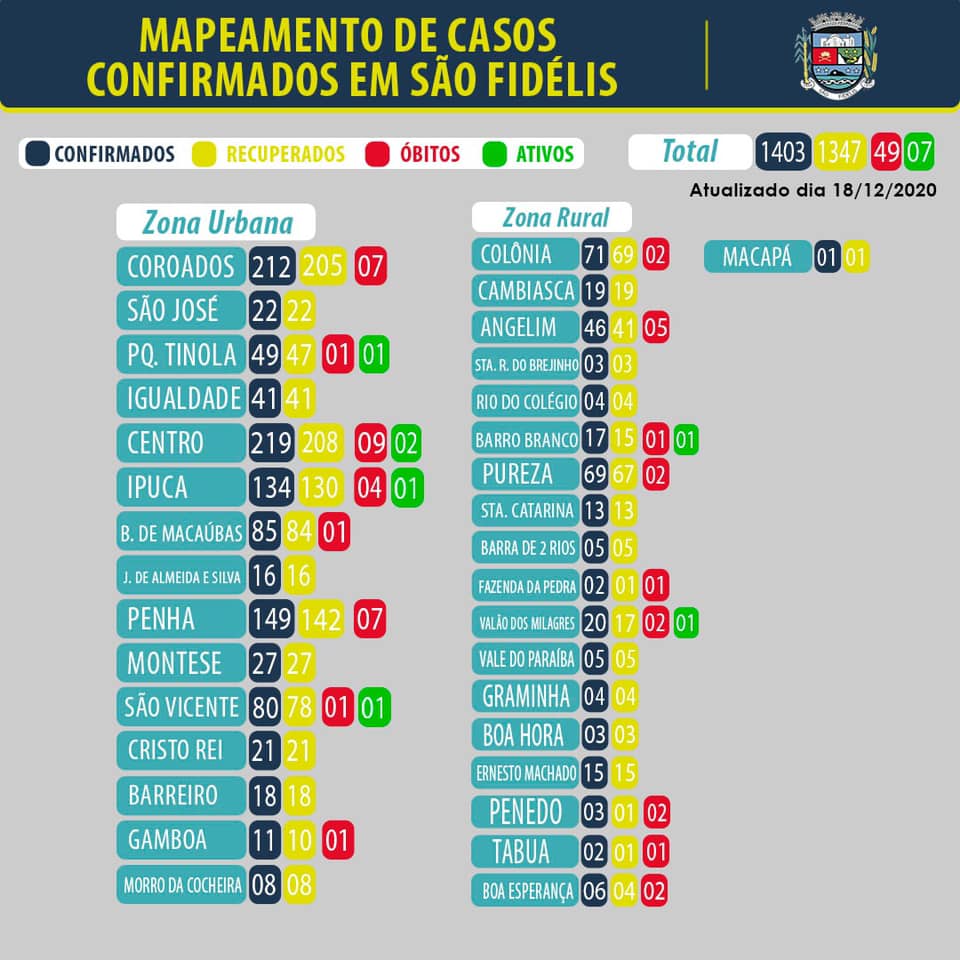 MAPEAMENTO DE CASOS
CONFIRMADOS EM SÃO FIDÉLIS
CONFIRMADOS RECUPERADOS ÓBITOS ATIVOS
Total 1403 1347 49 07
Atualizado dia 18/12/2020
Zona Urbana
COROADOS 212 205 07
SÃO JOSÉ 22 22
PQ. TINOLA 49 47 01 01
IGUALDADE 41 41
CENTRO 219 208 09 02
IPUCA 134 130 04 01
B. DE MACAÚBAS 85 84 01
J. DE ALMEIDA E SILVA 16 16
PENHA 149 142 07
MONTESE 27 27
SÃO VICENTE 80 78 01 01
CRISTO REI 21 21
BARREIRO 18 18
GAMBOA 11 10 01
MORRO DA COCHEIRA 08 08
Zona Rural
COLÔNIA 71 69 02
CAMBIASCA 19 19
ANGELIM 46 41 05
STA. R. DO BREJINHO 03 03
RIO DO COLÉGIO 04 04
BARRO BRANCO 17 15 01 01
PUREZA 69 67 02
STA. CATARINA 13 13
BARRA DE 2 RIOS 05 05
FAZENDA DA PEDRA 02 01 01
VALÃO DOS MILAGRES 20 17 02 01
VALE DO PARAÍBA 05 05
GRAMINHA 04 04
BOA HORA 03 03
ERNESTO MACHADO 15 15
PENEDO 03 01 02
TABUA 02 01 01
BOA ESPERANÇA 06 04 02
MACAPÁ 01 01